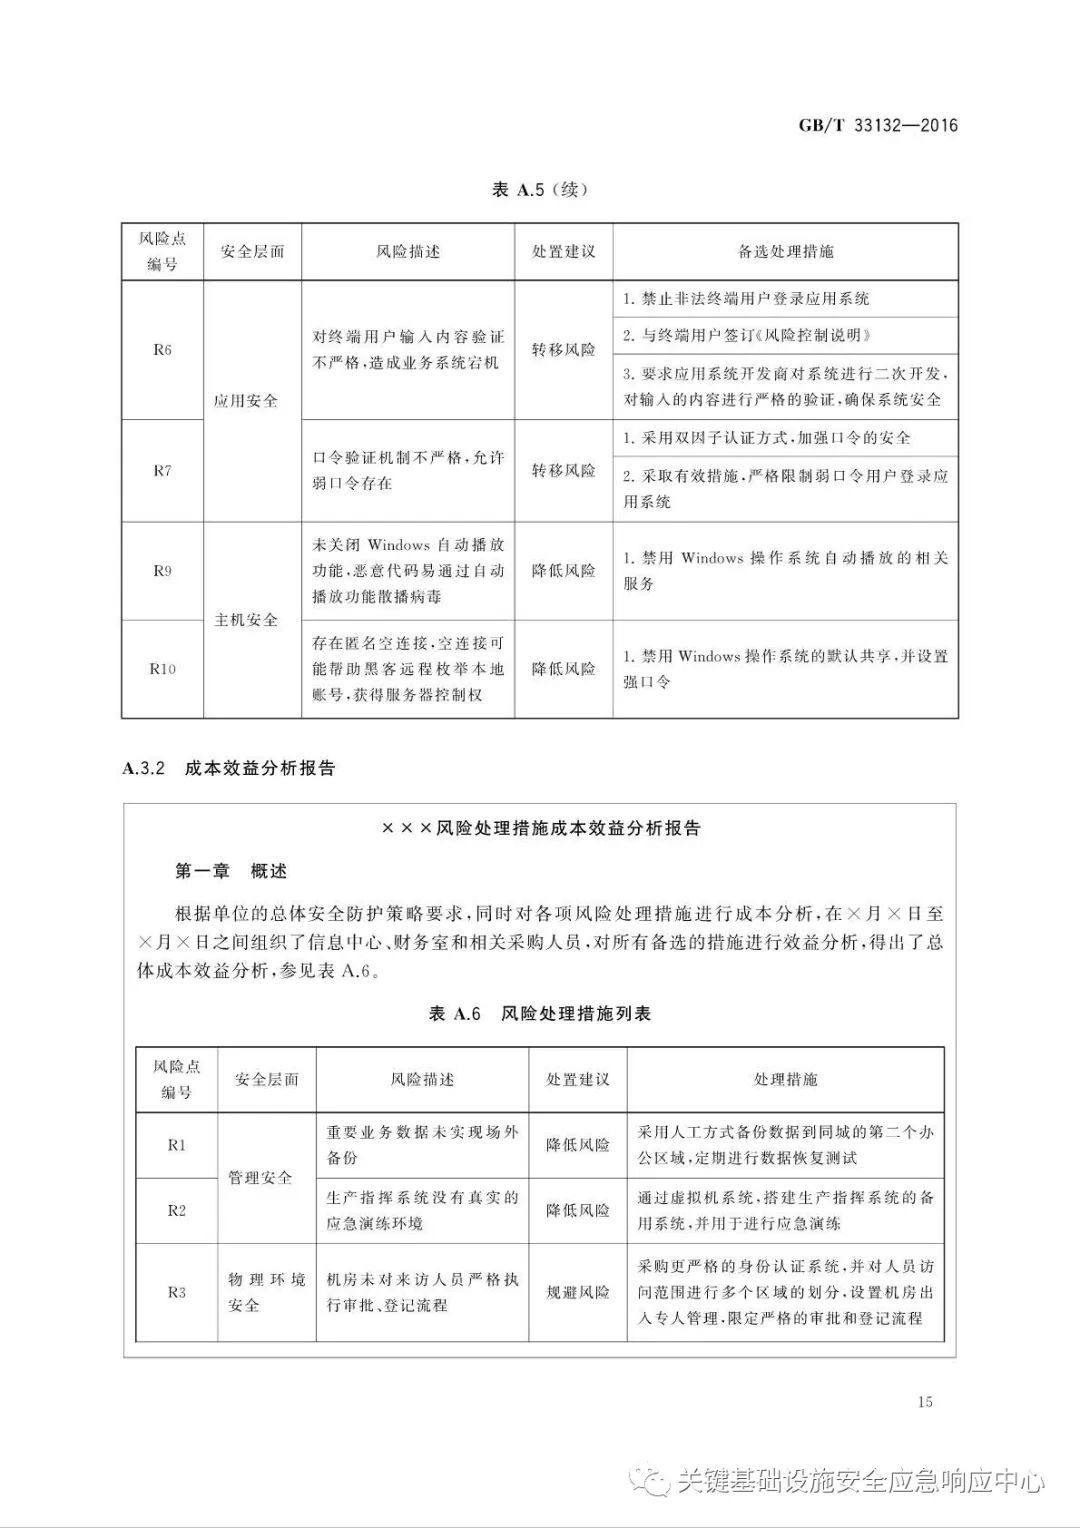 GB/T 33132—2016
表 A.5（续）
风险点
编号
安全层面
风险描述
处置建议
备选处理措施
R6
应用安全
对终端用户输入内容验证
不严格,造成业务系统宕机
转移风险
1. 禁止非法终端用户登录应用系统
2. 与终端用户签订《风险控制说明》
3. 要求应用系统开发商对系统进行二次开发,
对输入的内容进行严格的验证,确保系统安全
R7
口令验证机制不严格,允许
弱口令存在
转移风险
1. 采用双因子认证方式,加强口令的安全
2. 采取有效措施,严格限制弱口令用户登录应
用系统
R9
主机安全
未关闭 Windows 自动播放
功能,恶意代码易通过自动
播放功能散播病毒
降低风险
1. 禁用 Windows 操作系统自动播放的相关
服务
R10
存在匿名空连接,空连接可
能帮助黑客远程枚举本地
账号,获得服务器控制权
降低风险
1. 禁用 Windows 操作系统的默认共享,并设置
强口令
A.3.2 成本效益分析报告
×××风险处理措施成本效益分析报告
第一章 概述
根据单位的总体安全防护策略要求,同时对各项风险处理措施进行成本分析,在×月×日至
×月×日之间组织了信息中心、财务室和相关采购人员,对所有备选的措施进行效益分析,得出了总
体成本效益分析,参见表 A.6。
表 A.6 风险处理措施列表
风险点
编号
安全层面
风险描述
处置建议
处理措施
R1
管理安全
重要业务数据未实现场外
备份
降低风险
采用人工方式备份数据到同城的第二个办
公区域,定期进行数据恢复测试
R2
生产指挥系统没有真实的
应急演练环境
降低风险
通过虚拟机系统,搭建生产指挥系统的备
用系统,并用于进行应急演练
R3
物理环境
安全
机房未对来访人员严格执
行审批、登记流程
规避风险
采购更严格的身份认证系统,并对人员访
问范围进行多个区域的划分,设置机房出
入专人管理,限定严格的审批和登记流程
15
关键基础设施安全应急响应中心